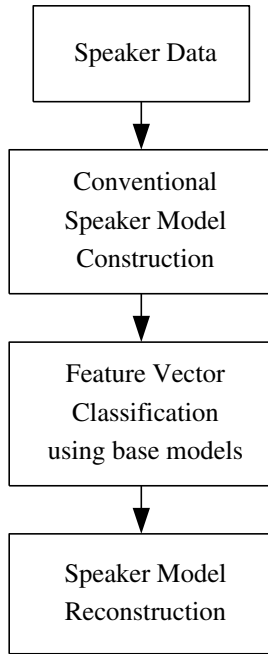 Speaker Data
Conventional
Speaker Model
Construction
Feature Vector
Classification
using base models
Speaker Model
Reconstruction